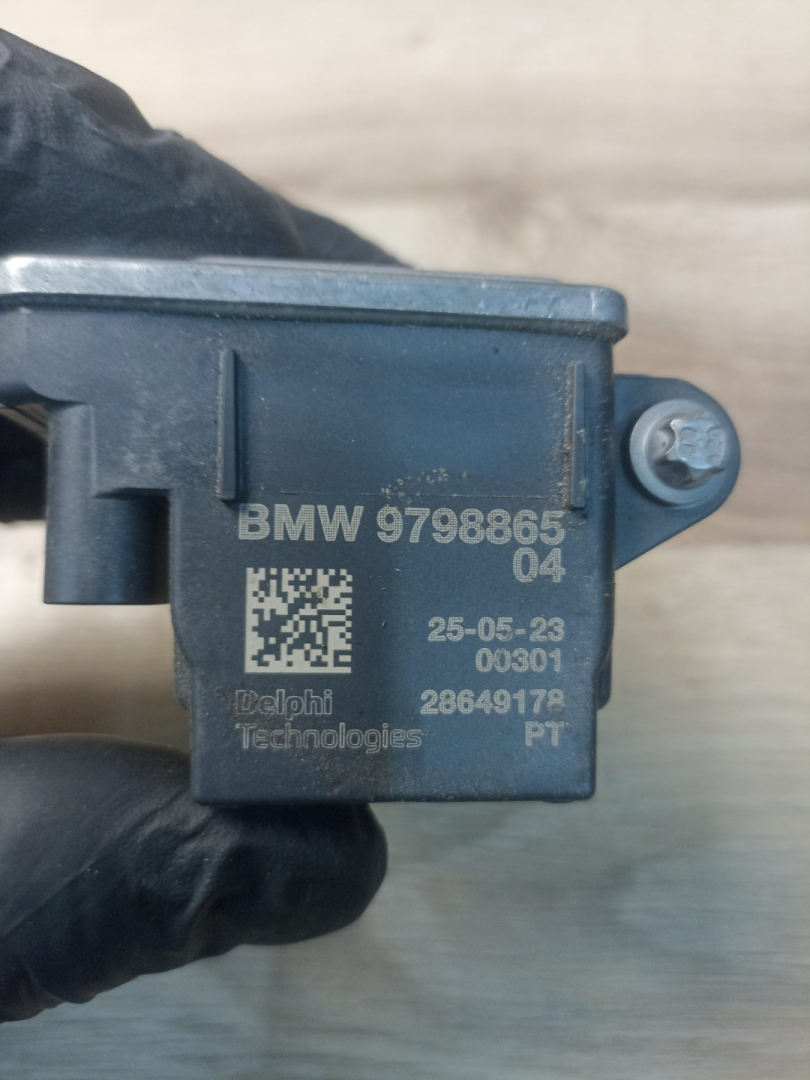 BMW 9798865
04
25-05-23
00301
Delphi 28649178
Technologies PT